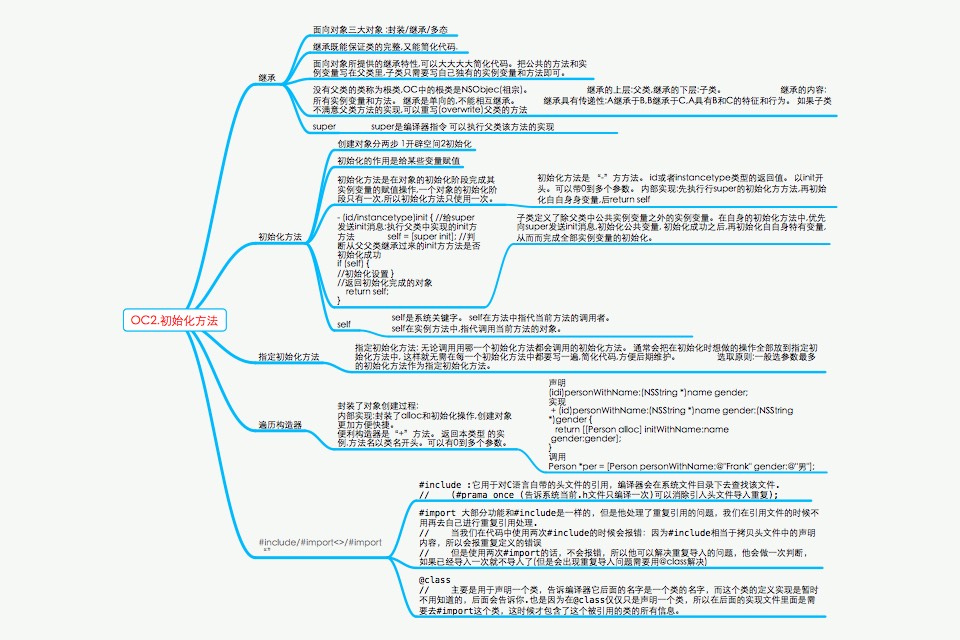 OC2.初始化方法
继承
面向对象三大对象 :封装/继承/多态
继承既能保证类的完整,又能简化代码.
面向对象所提供的继承特性,可以大大大大简化代码。把公共的方法和实
例变量写在父类里,子类只需要写自己独有的实例变量和方法即可。
没有父类的类称为根类,OC中的根类是NSObjec(祖宗)。 继承的上层:父类,继承的下层:子类。 继承的内容:
所有实例变量和方法。 继承是单向的,不能相互继承。 继承具有传递性:A继承于B,B继承于C,A具有B和C的特征和行为。 如果子类
不满意父类方法的实现,可以重写(overwrite)父类的方法
super super是编译器指令 可以执行父类该方法的实现
初始化方法
创建对象分两步 1开辟空间2初始化
初始化的作用是给某些变量赋值
初始化方法是在对象的初始化阶段完成其
实例变量的赋值操作,一个对象的初始化阶
段只有一次,所以初始化方法只使用一次。
初始化方法是 “-”方方法。 id或者instancetype类型的返回值。 以init开
头。可以带0到多个参数。 内部实现:先执行行super的初始化方方法,再初始
化自自身身变量,后return self
- (id/instancetype)init { //给super
发送init消息:执行父类中实现的init方
方法 self = [super init]; //判
断从父父类继承过来的init方方法是否
初始化成功
if (self) {
//初始化设置 }
//返回初始化完成的对象
return self;
}
子类定义了除父类中公共实例变量之外的实例变量。在自身的初始化方法中,优先
向super发送init消息,初始化公共变量, 初始化成功之后,再初始化自自身特有变量,
从而而完成全部实例变量的初始化。
self
self是系统关键字。 self在方法中指代当前方法的调用者。
self在实例方法中,指代调用当前方法的对象。
指定初始化方法
指定初始化方法: 无论调用用哪一个初始化方法都会调用的初始化方法。 通常会把在初始化时想做的操作全部放到指定初
始化方法中, 这样就无需在每一个初始化方法中都要写一遍,简化代码,方便后期维护。 选取原则:一般选参数最多
的初始化方法作为指定初始化方法。
遍历构造器
封装了对象创建过程:
内部实现:封装了alloc和初始化操作,创建对象
更加方便快捷。
便利构造器是“+”方法。 返回本类型 的实
例,方法名以类名开头。可以有0到多个参数。
声明
(idi)personWithName:(NSString *)name gender;
实现
+ (id)personWithName:(NSString *)name gender:(NSString
*)gender {
return [[Person alloc] initWithName:name
gender:gender];
}
调用
Person *per = [Person personWithName:@"Frank" gender:@"男"];
#include/#import<>/#import
#include :它用于对C语言自带的头文件的引用，编译器会在系统文件目录下去查找该文件.
// (#prama once (告诉系统当前.h文件只编译一次)可以消除引入头文件导入重复);
#import 大部分功能和#include是一样的，但是他处理了重复引用的问题，我们在引用文件的时候不
用再去自己进行重复引用处理.
// 当我们在代码中使用两次#include的时候会报错: 因为#include相当于拷贝头文件中的声明
内容，所以会报重复定义的错误
// 但是使用两次#import的话，不会报错，所以他可以解决重复导入的问题，他会做一次判断，
如果已经导入一次就不导入了(但是会出现重复导入问题需要用@class解决)
@class
// 主要是用于声明一个类，告诉编译器它后面的名字是一个类的名字，而这个类的定义实现是暂时
不用知道的，后面会告诉你.也是因为在@class仅仅只是声明一个类，所以在后面的实现文件里面是需
要去#import这个类，这时候才包含了这个被引用的类的所有信息。